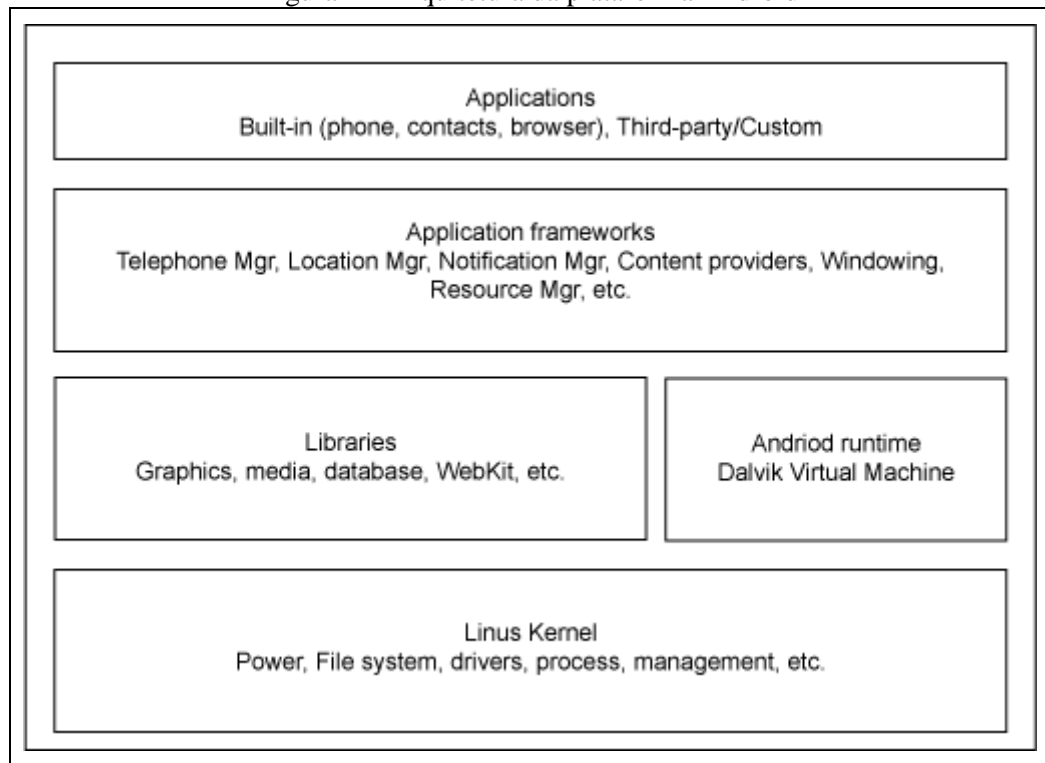 Applications
Built-in (phone, contacts, browser), Third-party/Custom
Application frameworks
Telephone Mgr, Location Mgr, Notification Mgr, Content providers, Windowing,
Resource Mgr, etc.
Libraries
Graphics, media, database, WebKit, etc.
Andriod runtime
Dalvik Virtual Machine
Linus Kernel
Power, File system, drivers, process, management, etc.